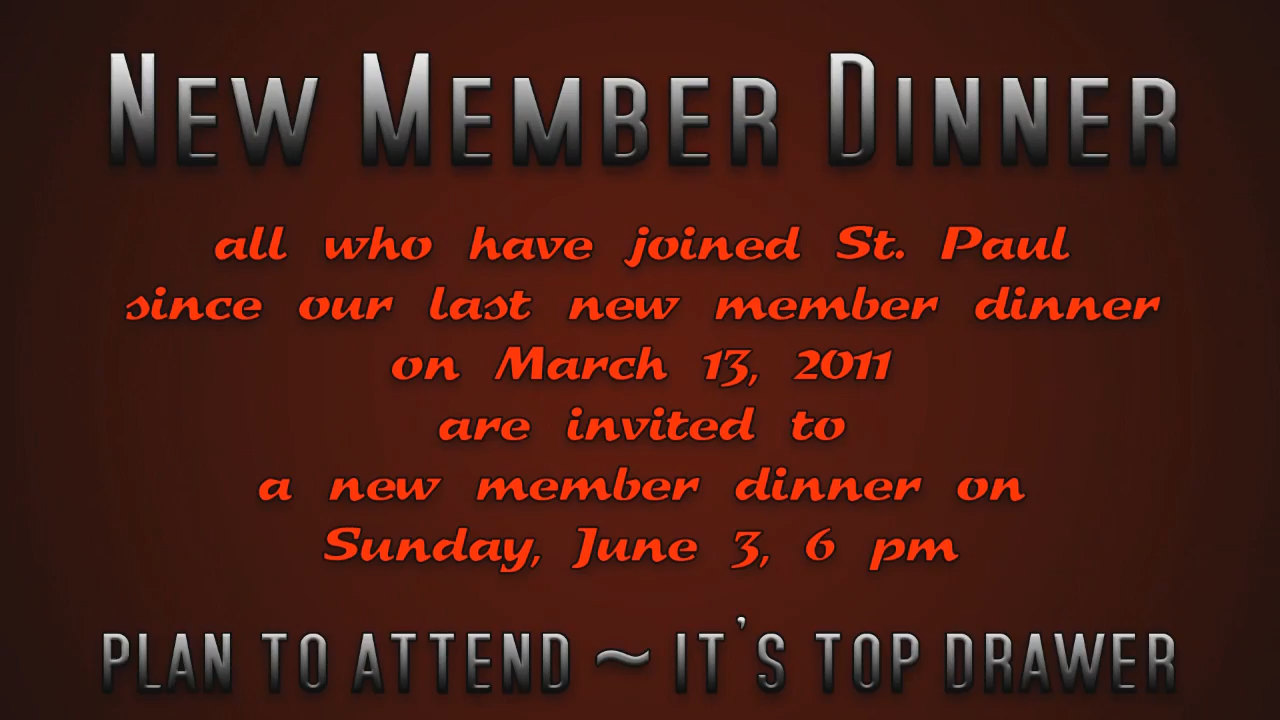 New Member Dinner
all who have joined St. Paul
since our last new member dinner
on March 13, 2011
are invited to
a new member dinner on
Sunday, June 3, 6 pm
PLAN TO ATTEND ~ IT'S TOP DRAWER